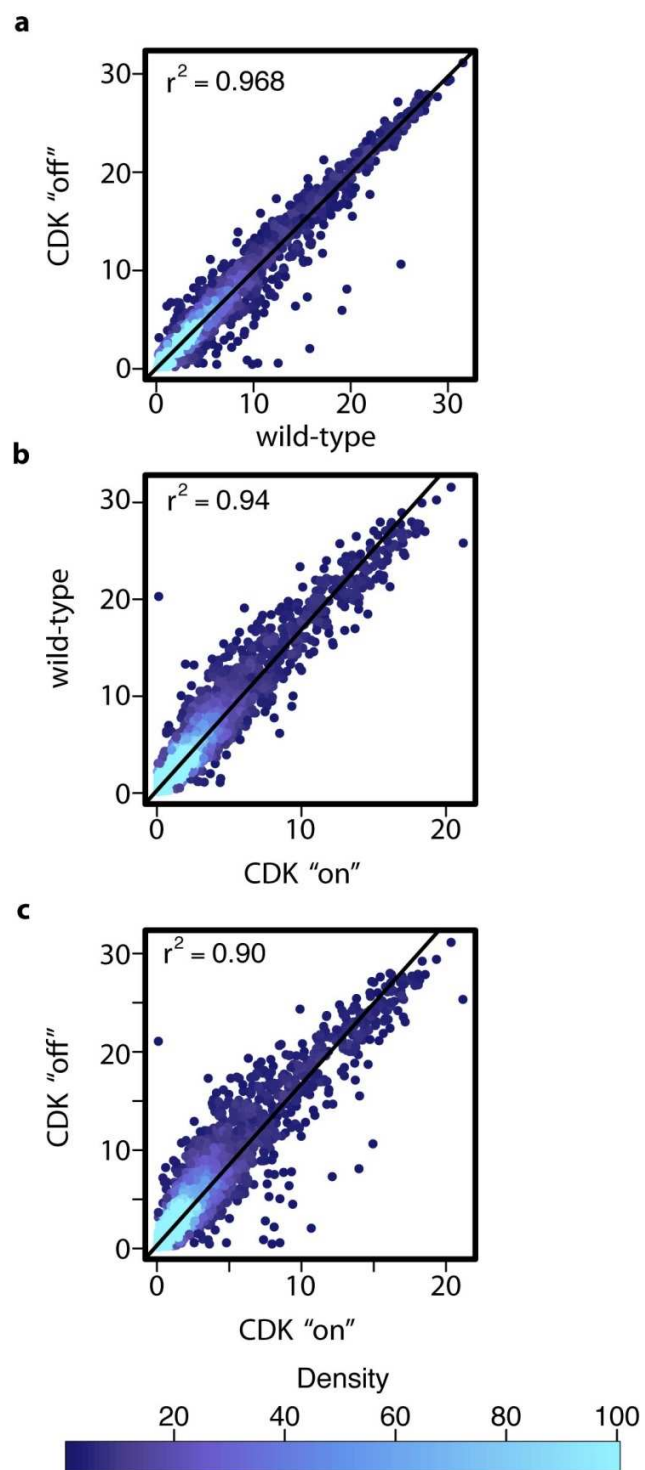 a
r² = 0.968
30
20
10
0
CDK “off”
0 10 20 30
wild-type
b
r² = 0.94
30
20
10
0
wild-type
0 10 20
CDK “on”
c
r² = 0.90
30
20
10
0
CDK “off”
0 10 20
CDK “on”
Density
20 40 60 80 100